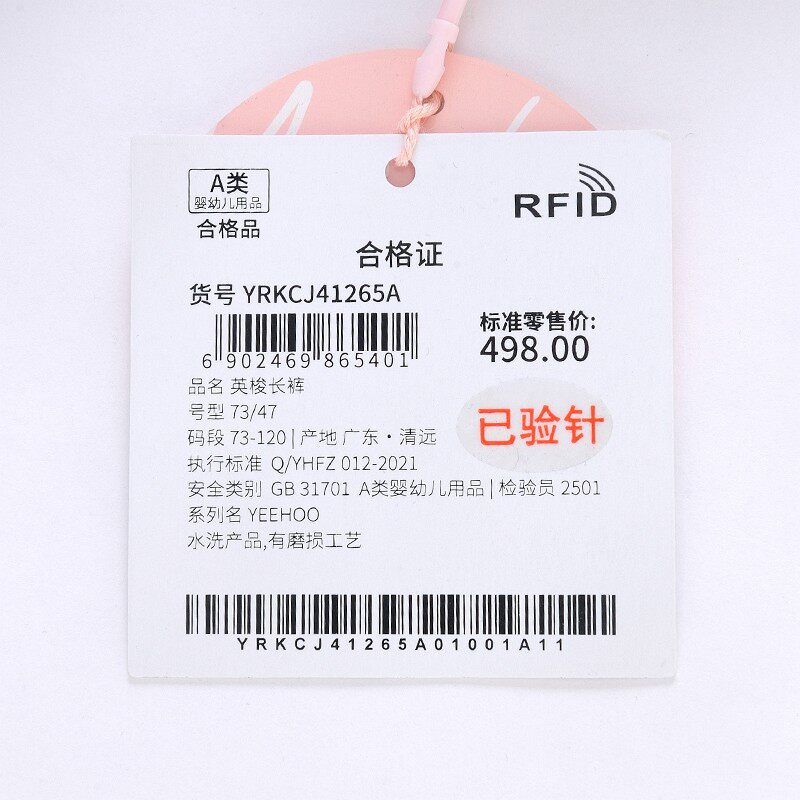 A类
婴幼儿用品
合格品
RFID
合格证
货号 YRKCJ41265A
6 902469 865401
标准零售价:
498.00
品名 英梭长裤
号型 73/47
码段 73-120 | 产地 广东·清远
已验针
执行标准 Q/YHFZ 012-2021
安全类别 GB 31701 A类婴幼儿用品 | 检验员 2501
系列名 YEEHOO
水洗产品,有磨损工艺
YRKCJ41265A01001A11